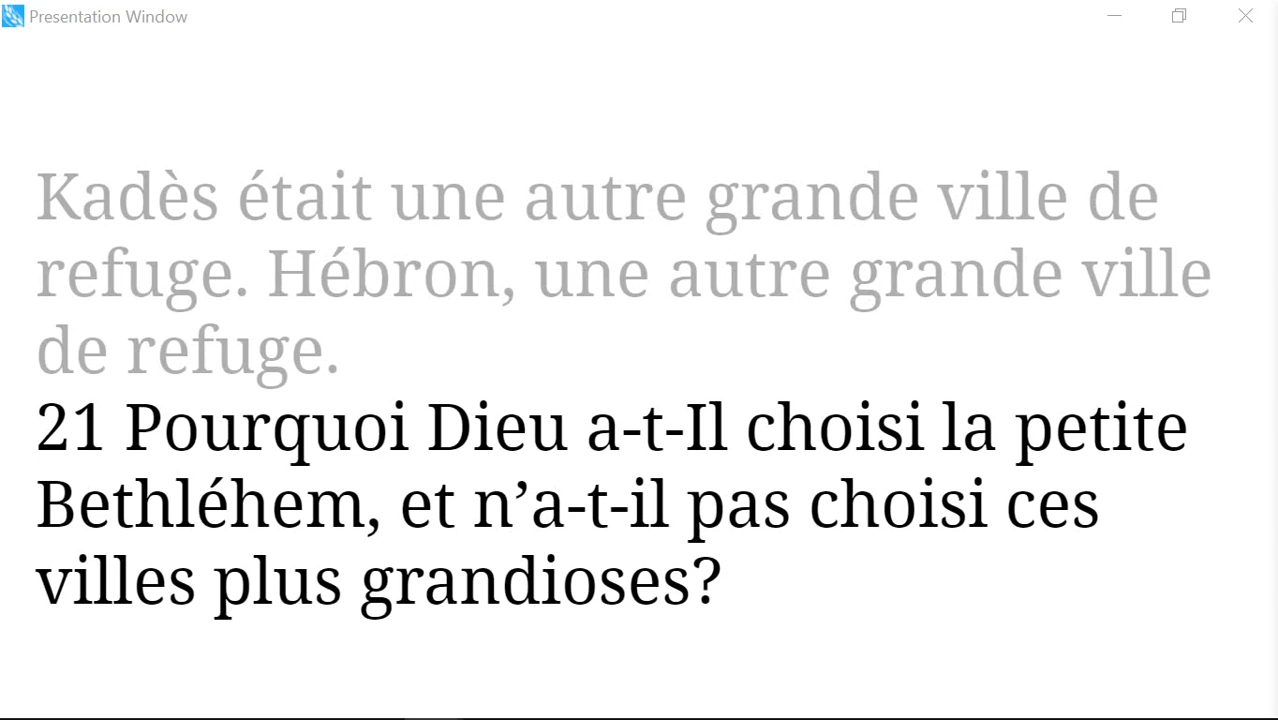 Presentation Window
Kadès était une autre grande ville de
refuge. Hébron, une autre grande ville
de refuge.
21 Pourquoi Dieu a-t-Il choisi la petite
Bethléhem, et n’a-t-il pas choisi ces
villes plus grandioses?